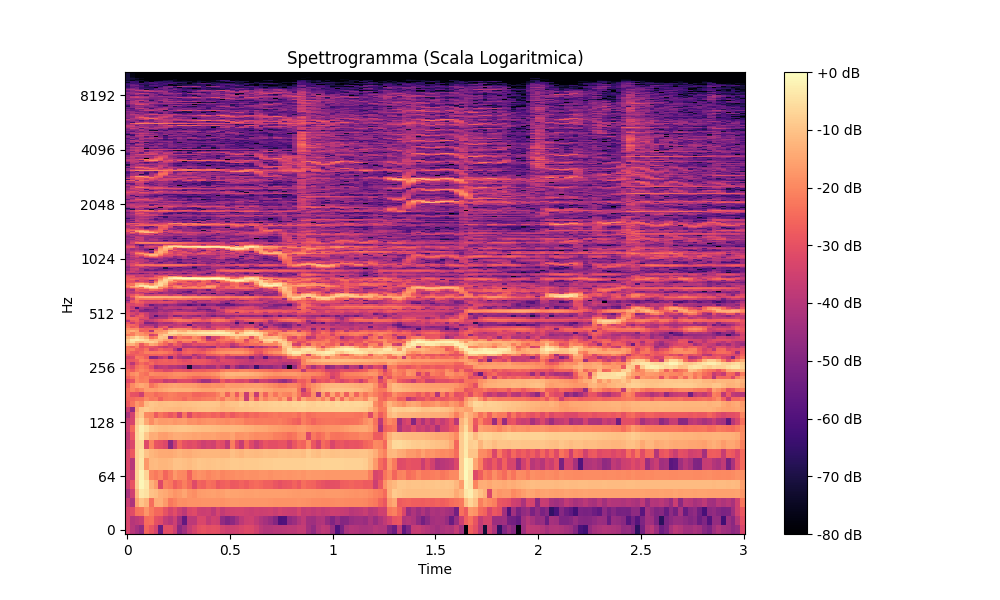 Spettrogramma (Scala Logaritmica)
Hz
8192
4096
2048
1024
512
256
128
64
0
0
0.5
1
1.5
2
2.5
3
Time
+0 dB
-10 dB
-20 dB
-30 dB
-40 dB
-50 dB
-60 dB
-70 dB
-80 dB